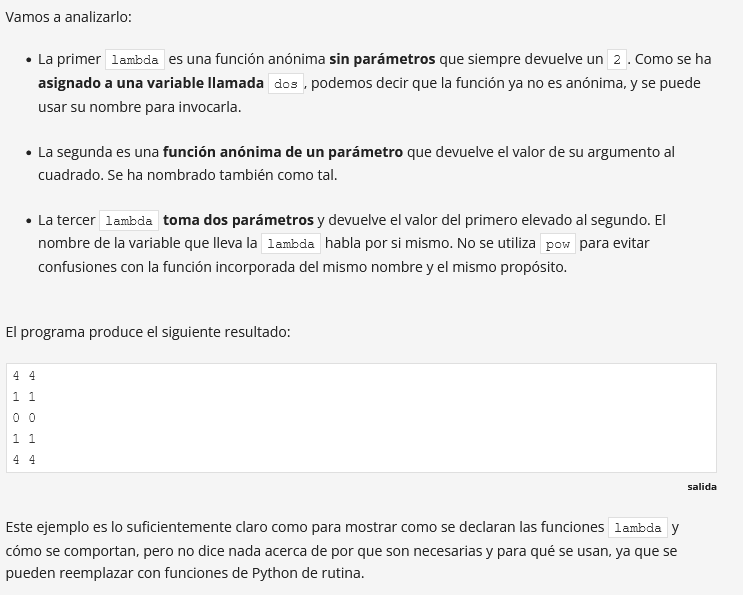 Vamos a analizarlo:
• La primer lambda es una función anónima sin parámetros que siempre devuelve un 2 . Como se ha
asignado a una variable llamada dos , podemos decir que la función ya no es anónima, y se puede
usar su nombre para invocarla.
• La segunda es una función anónima de un parámetro que devuelve el valor de su argumento al
cuadrado. Se ha nombrado también como tal.
• La tercer lambda toma dos parámetros y devuelve el valor del primero elevado al segundo. El
nombre de la variable que lleva la lambda habla por si mismo. No se utiliza pow para evitar
confusiones con la función incorporada del mismo nombre y el mismo propósito.
El programa produce el siguiente resultado:
4 4
1 1
0 0
1 1
4 4
salida
Este ejemplo es lo suficientemente claro como para mostrar como se declaran las funciones lambda y
cómo se comportan, pero no dice nada acerca de por que son necesarias y para qué se usan, ya que se
pueden reemplazar con funciones de Python de rutina.